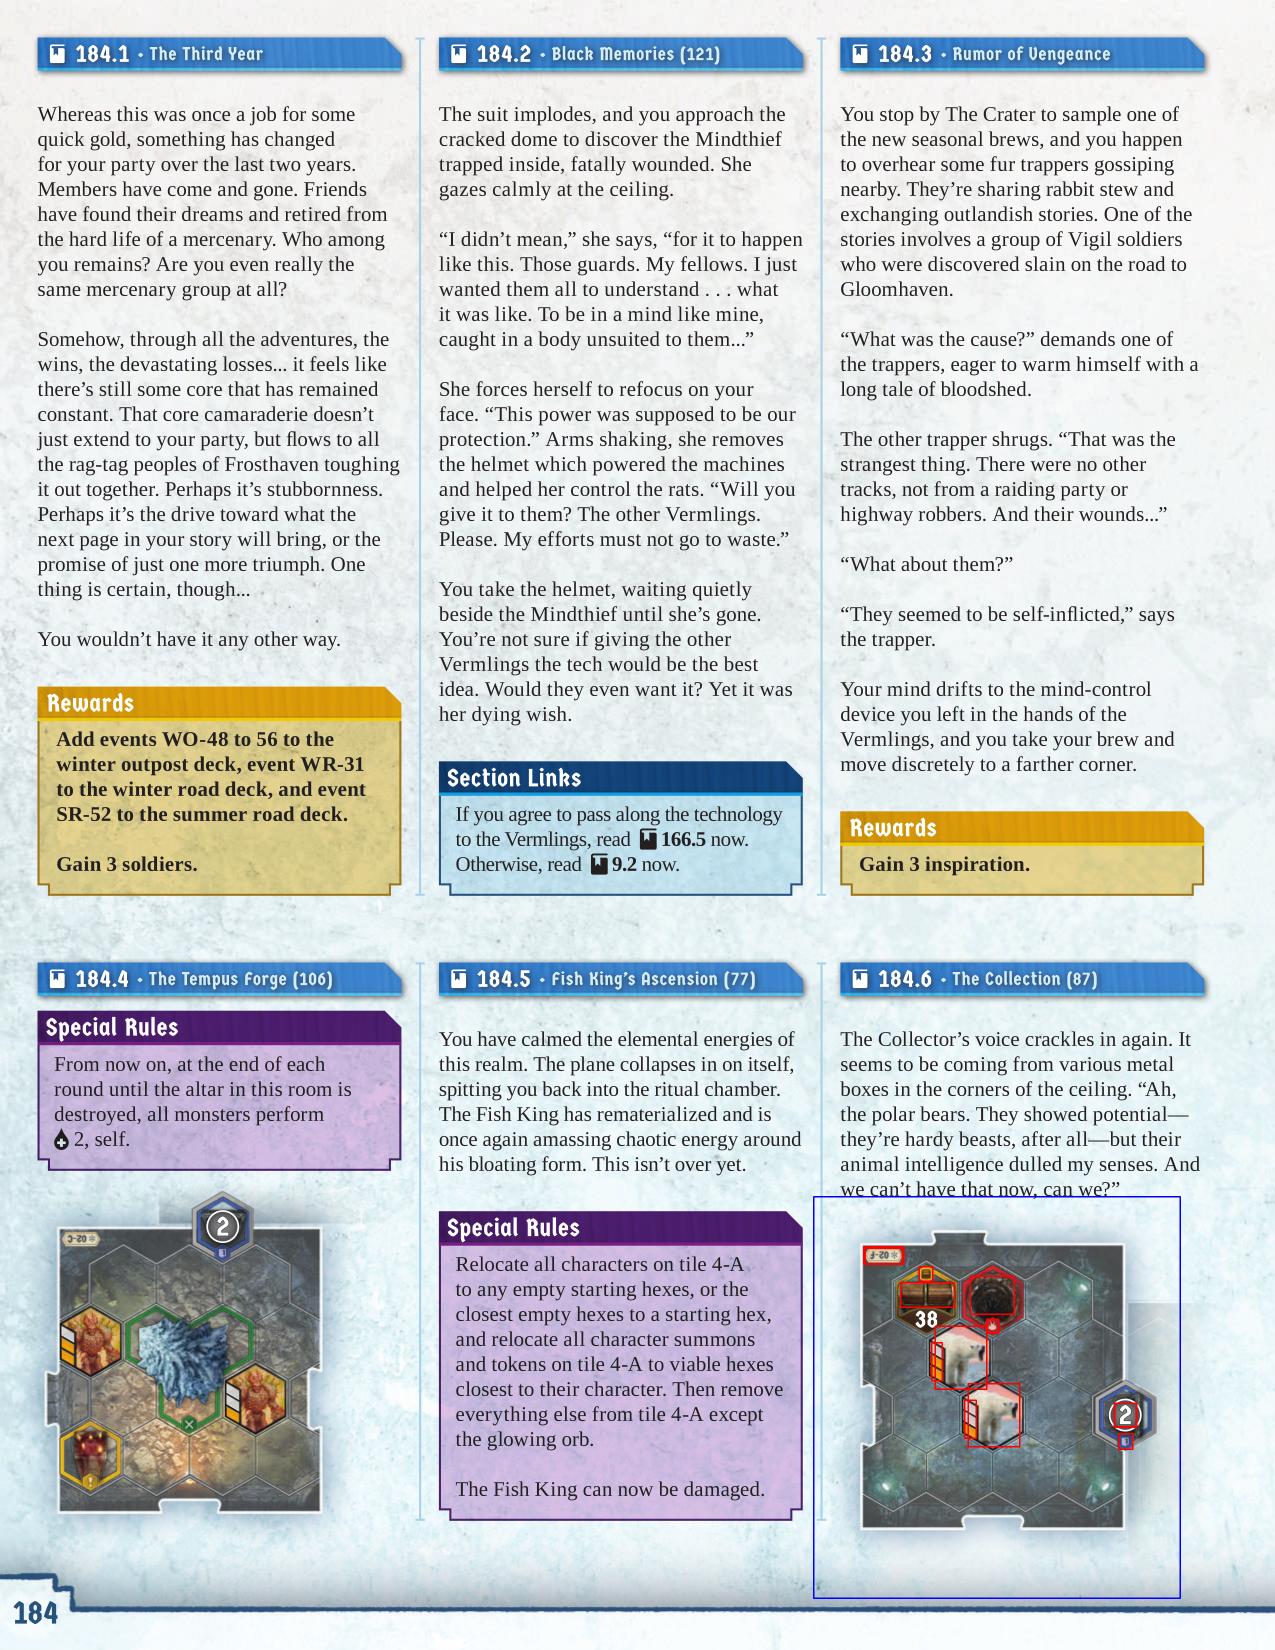 184.1 • The Third Year
Whereas this was once a job for some
quick gold, something has changed
for your party over the last two years.
Members have come and gone. Friends
have found their dreams and retired from
the hard life of a mercenary. Who among
you remains? Are you even really the
same mercenary group at all?
Somehow, through all the adventures, the
wins, the devastating losses... it feels like
there’s still some core that has remained
constant. That core camaraderie doesn’t
just extend to your party, but flows to all
the rag-tag peoples of Frosthaven toughing
it out together. Perhaps it’s stubbornness.
Perhaps it’s the drive toward what the
next page in your story will bring, or the
promise of just one more triumph. One
thing is certain, though...
You wouldn’t have it any other way.
Rewards
Add events WO-48 to 56 to the
winter outpost deck, event WR-31
to the winter road deck, and event
SR-52 to the summer road deck.
Gain 3 soldiers.
184.2 • Black Memories (121)
The suit implodes, and you approach the
cracked dome to discover the Mindthief
trapped inside, fatally wounded. She
gazes calmly at the ceiling.
“I didn’t mean,” she says, “for it to happen
like this. Those guards. My fellows. I just
wanted them all to understand . . . what
it was like. To be in a mind like mine,
caught in a body unsuited to them...”
She forces herself to refocus on your
face. “This power was supposed to be our
protection.” Arms shaking, she removes
the helmet which powered the machines
and helped her control the rats. “Will you
give it to them? The other Vermlings.
Please. My efforts must not go to waste.”
You take the helmet, waiting quietly
beside the Mindthief until she’s gone.
You’re not sure if giving the other
Vermlings the tech would be the best
idea. Would they even want it? Yet it was
her dying wish.
Section Links
If you agree to pass along the technology
to the Vermlings, read 166.5 now.
Otherwise, read 9.2 now.
184.3 • Rumor of Vengeance
You stop by The Crater to sample one of
the new seasonal brews, and you happen
to overhear some fur trappers gossiping
nearby. They’re sharing rabbit stew and
exchanging outlandish stories. One of the
stories involves a group of Vigil soldiers
who were discovered slain on the road to
Gloomhaven.
“What was the cause?” demands one of
the trappers, eager to warm himself with a
long tale of bloodshed.
The other trapper shrugs. “That was the
strangest thing. There were no other
tracks, not from a raiding party or
highway robbers. And their wounds...”
“What about them?”
“They seemed to be self-inflicted,” says
the trapper.
Your mind drifts to the mind-control
device you left in the hands of the
Vermlings, and you take your brew and
move discretely to a farther corner.
Rewards
Gain 3 inspiration.
184.4 • The Tempus Forge (106)
Special Rules
From now on, at the end of each
round until the altar in this room is
destroyed, all monsters perform
2, self.
2
02-C
184.5 • Fish King’s Ascension (77)
You have calmed the elemental energies of
this realm. The plane collapses in on itself,
spitting you back into the ritual chamber.
The Fish King has rematerialized and is
once again amassing chaotic energy around
his bloating form. This isn’t over yet.
Special Rules
Relocate all characters on tile 4-A
to any empty starting hexes, or the
closest empty hexes to a starting hex,
and relocate all character summons
and tokens on tile 4-A to viable hexes
closest to their character. Then remove
everything else from tile 4-A except
the glowing orb.
The Fish King can now be damaged.
184.6 • The Collection (87)
The Collector’s voice crackles in again. It
seems to be coming from various metal
boxes in the corners of the ceiling. “Ah,
the polar bears. They showed potential—
they’re hardy beasts, after all—but their
animal intelligence dulled my senses. And
we can’t have that now, can we?”
02-F
38
2
184